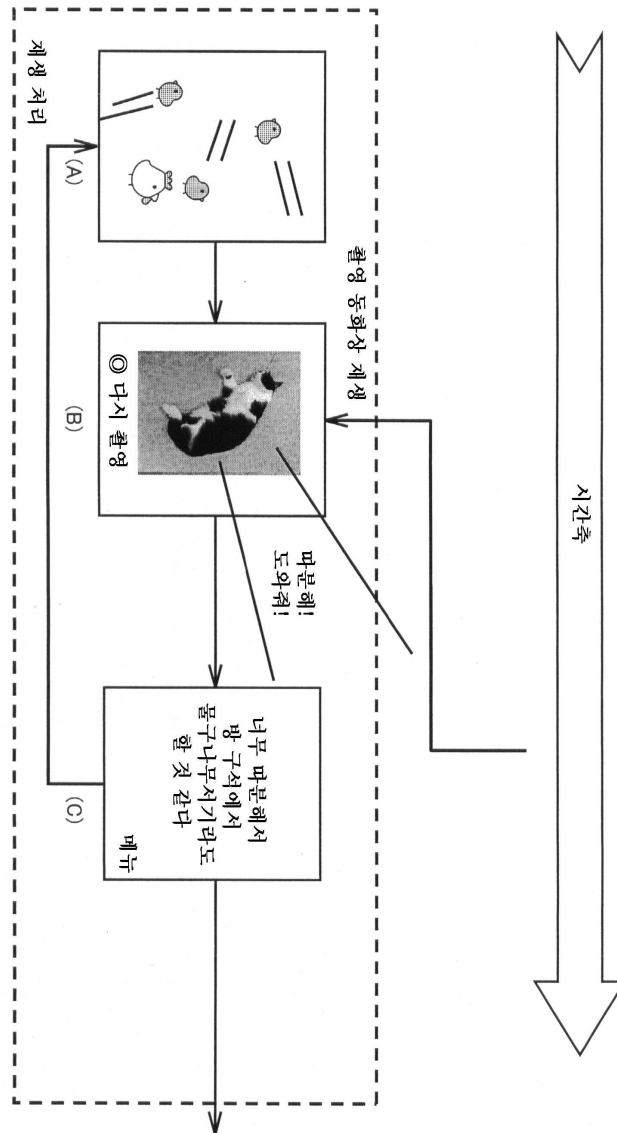 시간축
촬영 동화상 재생
재생 처리
(A)
◎ 다시 촬영
(B)
따분해!
도와줘!
너무 따분해서
방 구석에서
물구나무서기라도
할 것 같다
메뉴
(C)